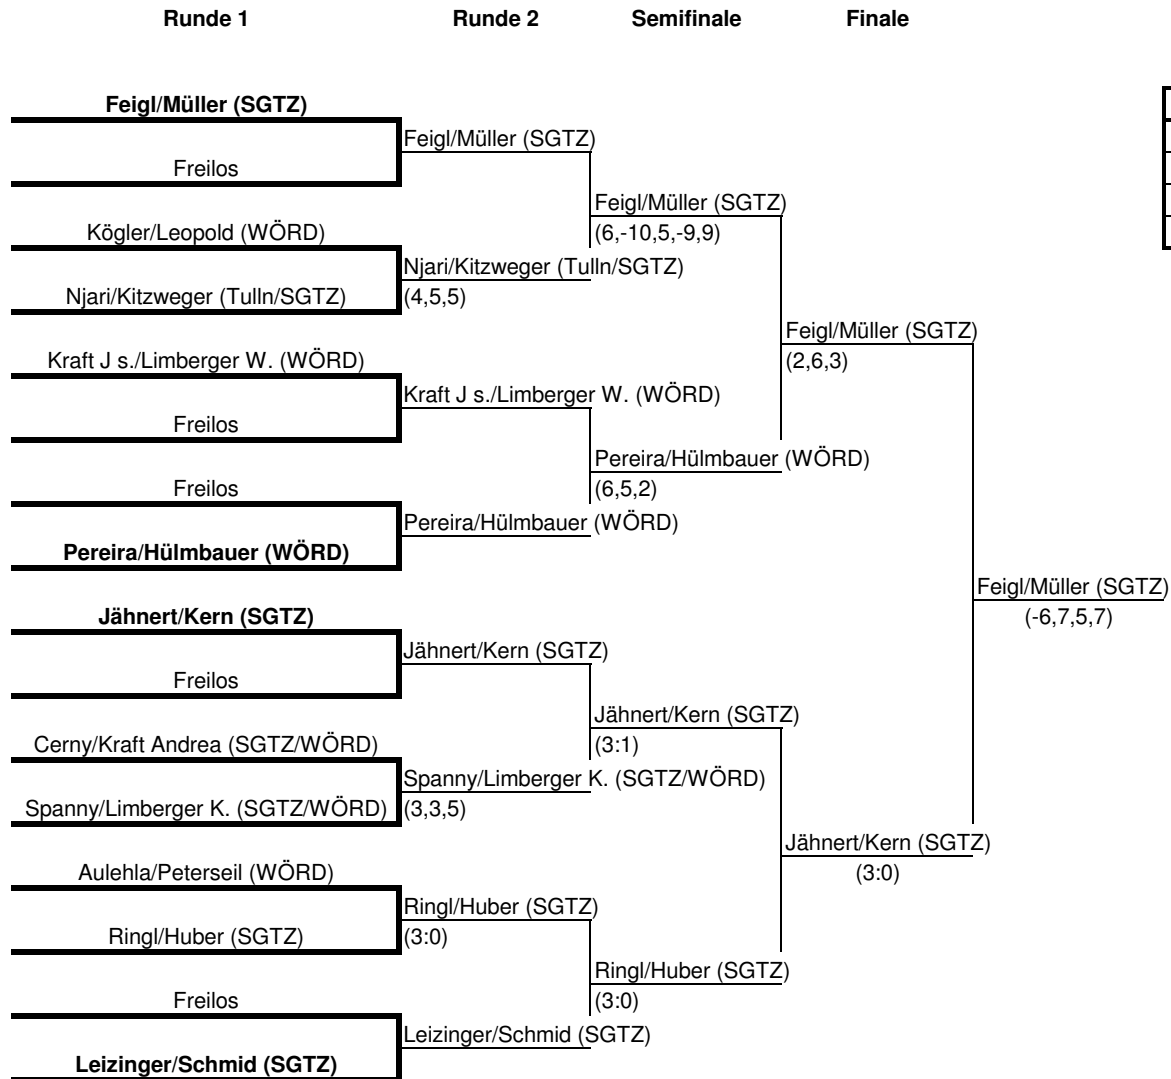 Runde 1 Runde 2 Semifinale Finale
Feigl/Müller (SGTZ)
Feigl/Müller (SGTZ)
Freilos
Feigl/Müller (SGTZ)
Kögler/Leopold (WÖRD)
(6,-10,5,-9,9)
Njari/Kitzweger (Tulln/SGTZ)
Njari/Kitzweger (Tulln/SGTZ)
(4,5,5)
Feigl/Müller (SGTZ)
Kraft J s./Limberger W. (WÖRD)
(2,6,3)
Kraft J s./Limberger W. (WÖRD)
Freilos
Pereira/Hülmbauer (WÖRD)
Freilos
(6,5,2)
Pereira/Hülmbauer (WÖRD)
Pereira/Hülmbauer (WÖRD)
Feigl/Müller (SGTZ)
Jähnert/Kern (SGTZ)
(-6,7,5,7)
Jähnert/Kern (SGTZ)
Freilos
Jähnert/Kern (SGTZ)
Cerny/Kraft Andrea (SGTZ/WÖRD)
(3:1)
Spanny/Limberger K. (SGTZ/WÖRD)
Spanny/Limberger K. (SGTZ/WÖRD)
(3,3,5)
Jähnert/Kern (SGTZ)
Aulehla/Peterseil (WÖRD)
(3:0)
Ringl/Huber (SGTZ)
Ringl/Huber (SGTZ)
(3:0)
Ringl/Huber (SGTZ)
Freilos
(3:0)
Leizinger/Schmid (SGTZ)
Leizinger/Schmid (SGTZ)